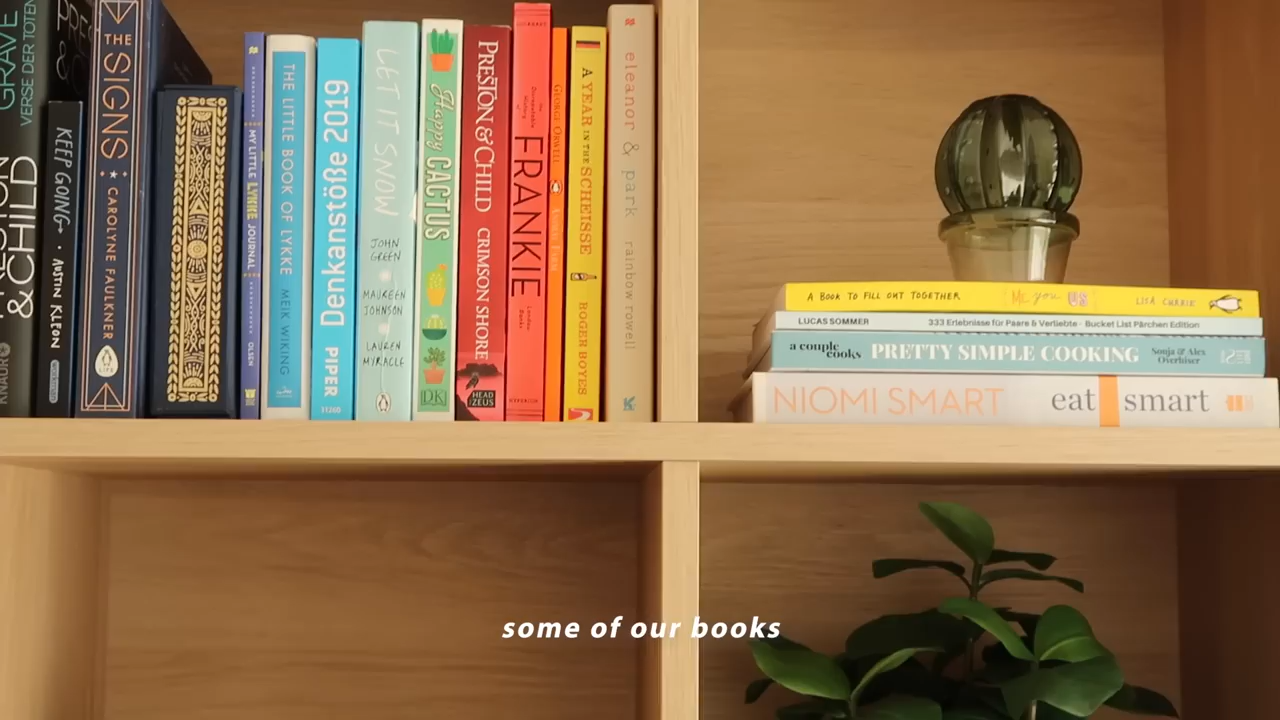 GRAVE
VERSE DER TOTEN
PRESTON
& CHILD
KNAUR
KEEP GOING · AUSTIN KLEON
THE SIGNS CAROLYNE FAULKNER
MY LITTLE LYKKE JOURNAL OLSEN
THE LITTLE BOOK OF LYKKE MEIK WIKING
Denkanstöße 2019 PIPER
LET IT SNOW
JOHN
GREEN
MAUREEN
JOHNSON
LAUREN
MYRACLE
Happy CACTUS
DK
PRESTON & CHILD CRIMSON SHORE
HEAD
ZEUS
FRANKIE
GEORGE ORWELL
A YEAR IN THE SCHEISSE ROGER BOYES
eleanor & park rainbow rowell
A BOOK TO FILL OUT TOGETHER Me you US LISA CURRIE
LUCAS SOMMER 333 Erlebnisse für Paare & Verliebte · Bucket List Pärchen Edition
a couple
cooks
PRETTY SIMPLE COOKING
Sonja & Alex
Overhiser
NIOMI SMART eat smart
some of our books